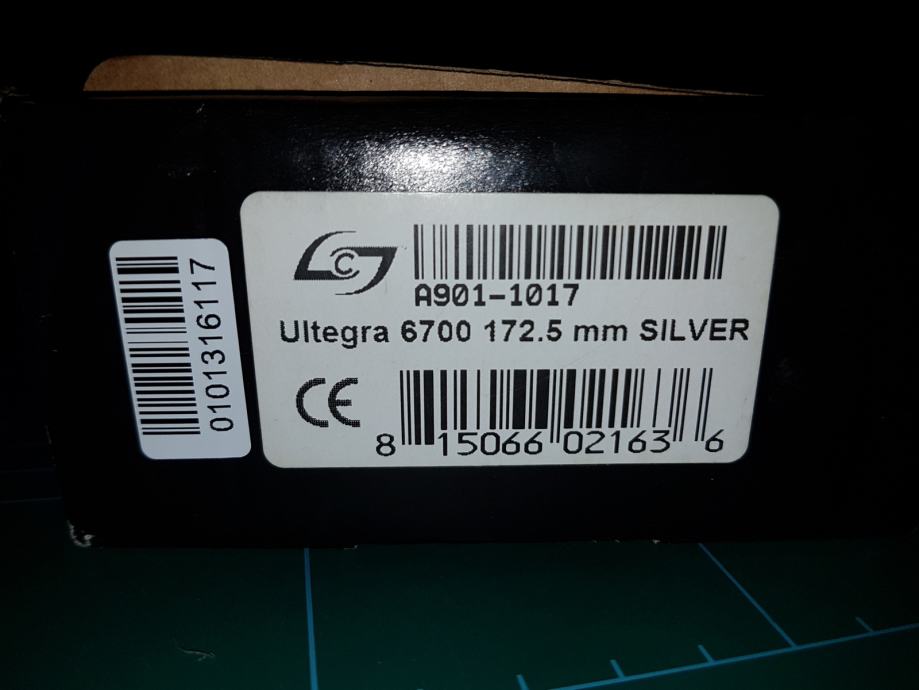 0101316117
C
A901-1017
Ultegra 6700 172.5 mm SILVER
CE
8 15066 02163 6